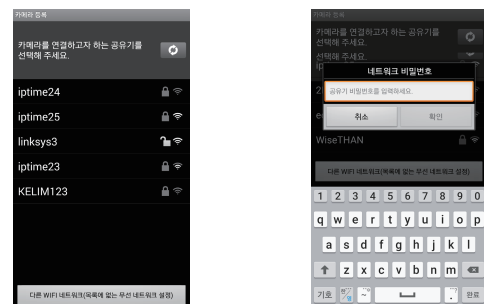 카메라 등록
카메라를 연결하고자 하는 공유기를
선택해 주세요.
iptime24
iptime25
linksys3
iptime23
KELIM123
다른 WIFI 네트워크(목록에 없는 무선 네트워크 설정)
카메라 등록
카메라를 연결하고자 하는 공유기를
선택해 주세요.
네트워크 비밀번호
공유기 비밀번호를 입력하세요.
취소 확인
WiseTHAN
다른 WIFI 네트워크(목록에 없는 무선 네트워크 설정)
1 2 3 4 5 6 7 8 9 0
q w e r t y u i o p
a s d f g h j k l
z x c v b n m
기호 완료